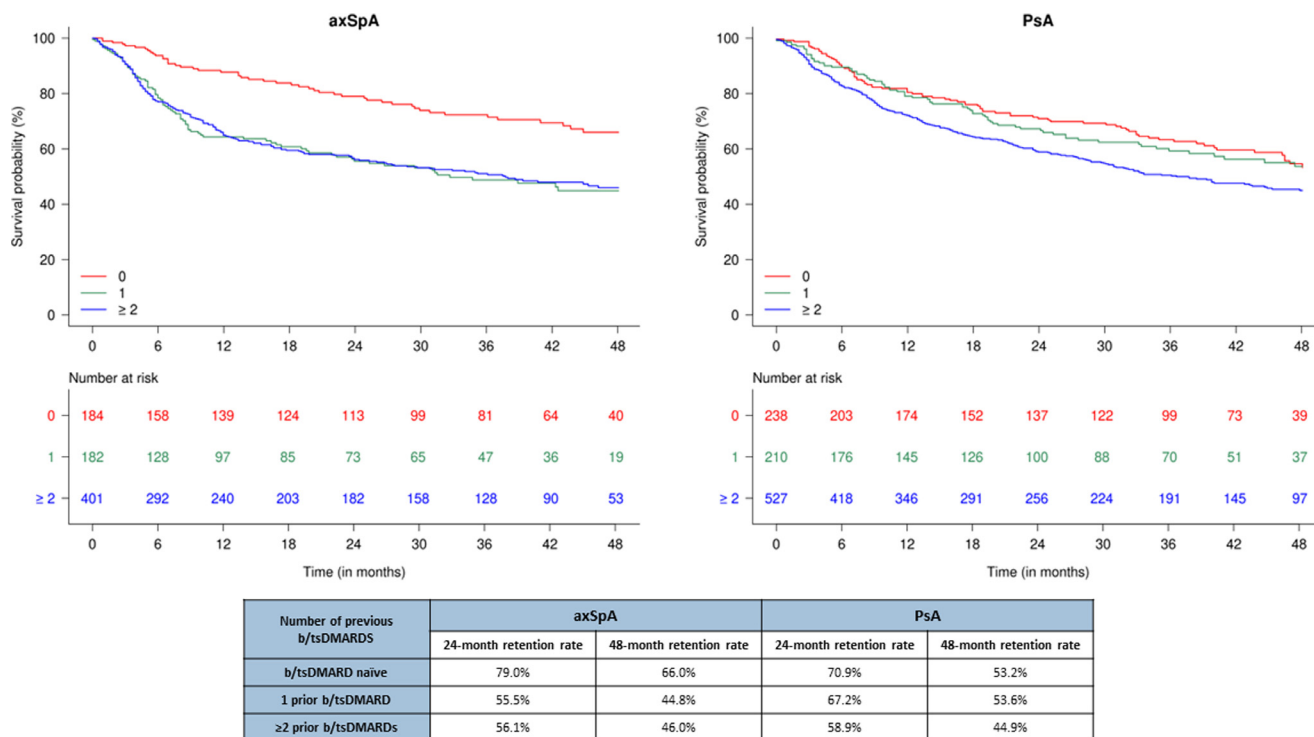 axSpA
Survival probability (%)
100
80
60
40
20
0
0
1
≥ 2
0 6 12 18 24 30 36 42 48
Number at risk
0 184 158 139 124 113 99 81 64 40
1 182 128 97 85 73 65 47 36 19
≥ 2 401 292 240 203 182 158 128 90 53
0 6 12 18 24 30 36 42 48
Time (in months)
PsA
Survival probability (%)
100
80
60
40
20
0
0
1
≥ 2
0 6 12 18 24 30 36 42 48
Number at risk
0 238 203 174 152 137 122 99 73 39
1 210 176 145 126 100 88 70 51 37
≥ 2 527 418 346 291 256 224 191 145 97
0 6 12 18 24 30 36 42 48
Time (in months)
Number of previous
b/tsDMARDS
axSpA PsA
24-month retention rate 48-month retention rate 24-month retention rate 48-month retention rate
b/tsDMARD naïve 79.0% 66.0% 70.9% 53.2%
1 prior b/tsDMARD 55.5% 44.8% 67.2% 53.6%
≥2 prior b/tsDMARDs 56.1% 46.0% 58.9% 44.9%